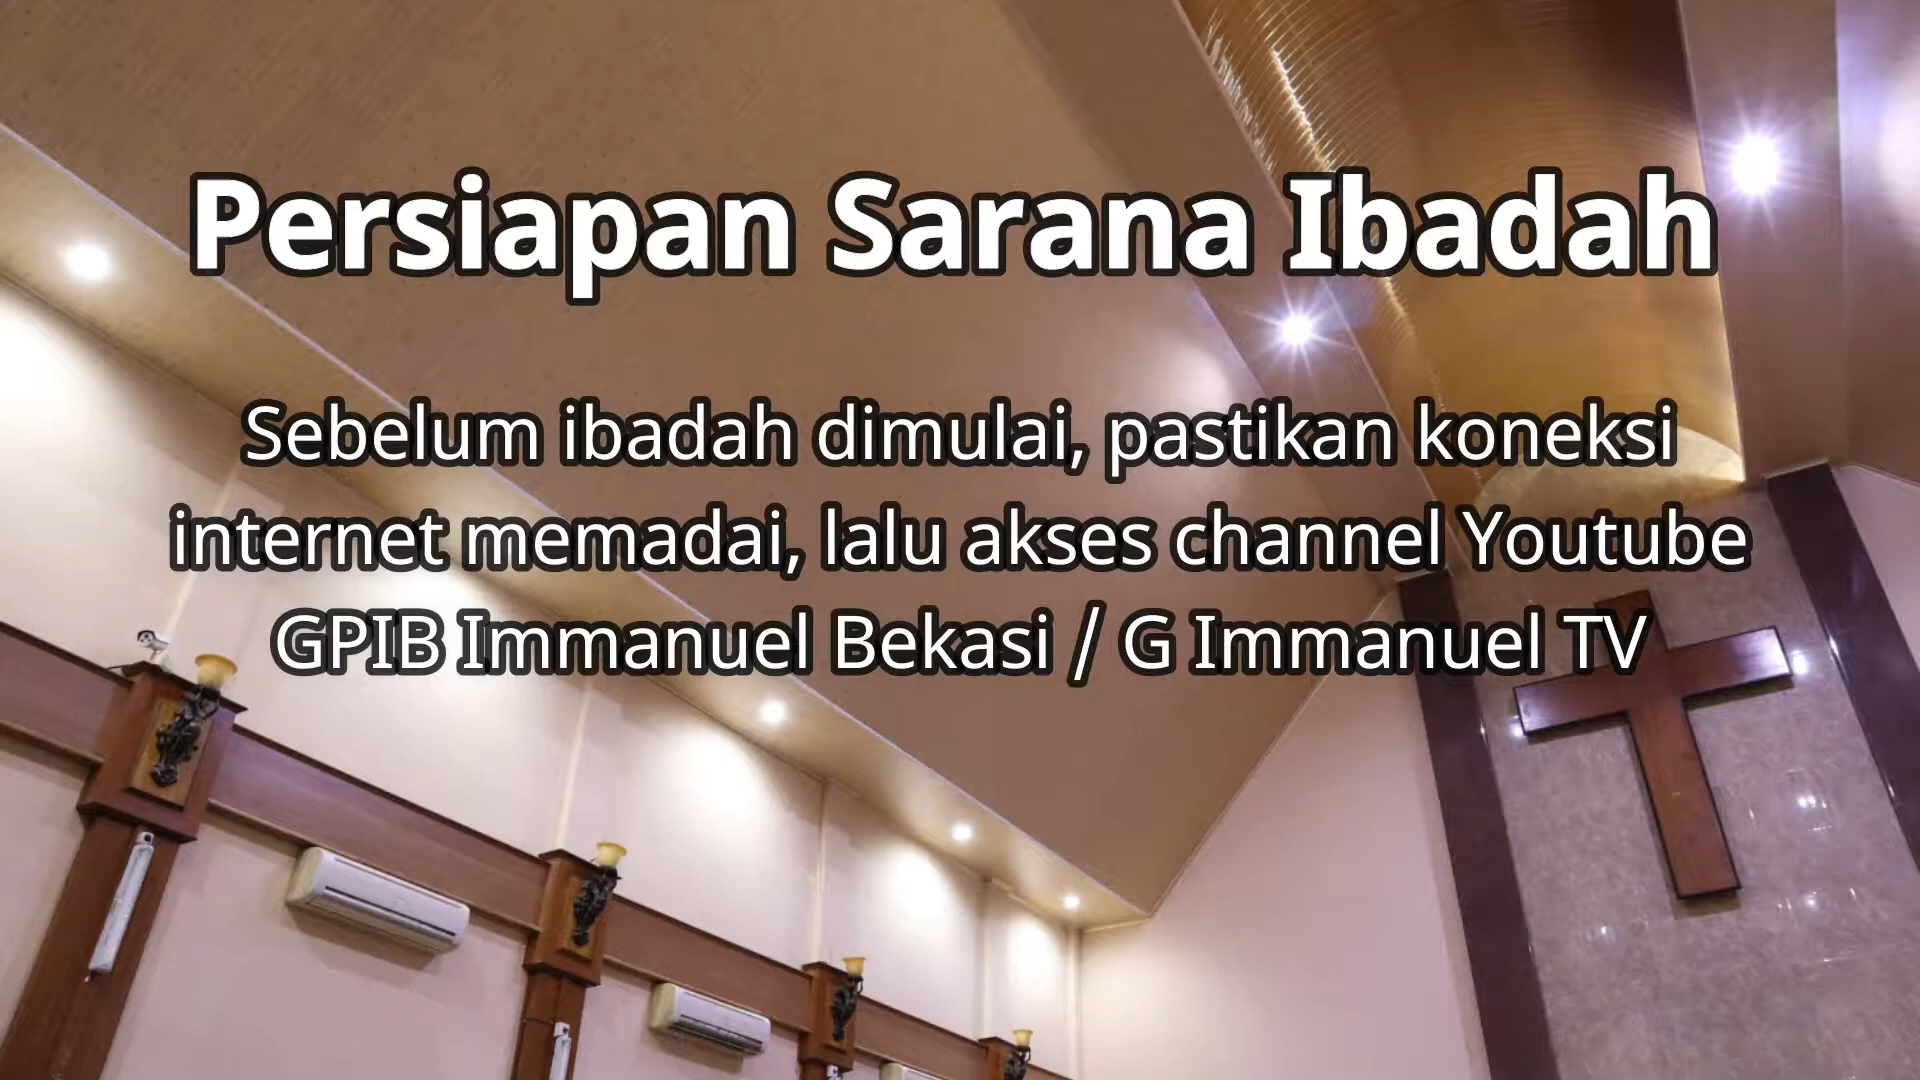 Persiapan Sarana Ibadah
Sebelum ibadah dimulai, pastikan koneksi
internet memadai, lalu akses channel Youtube
GPIB Immanuel Bekasi / G Immanuel TV